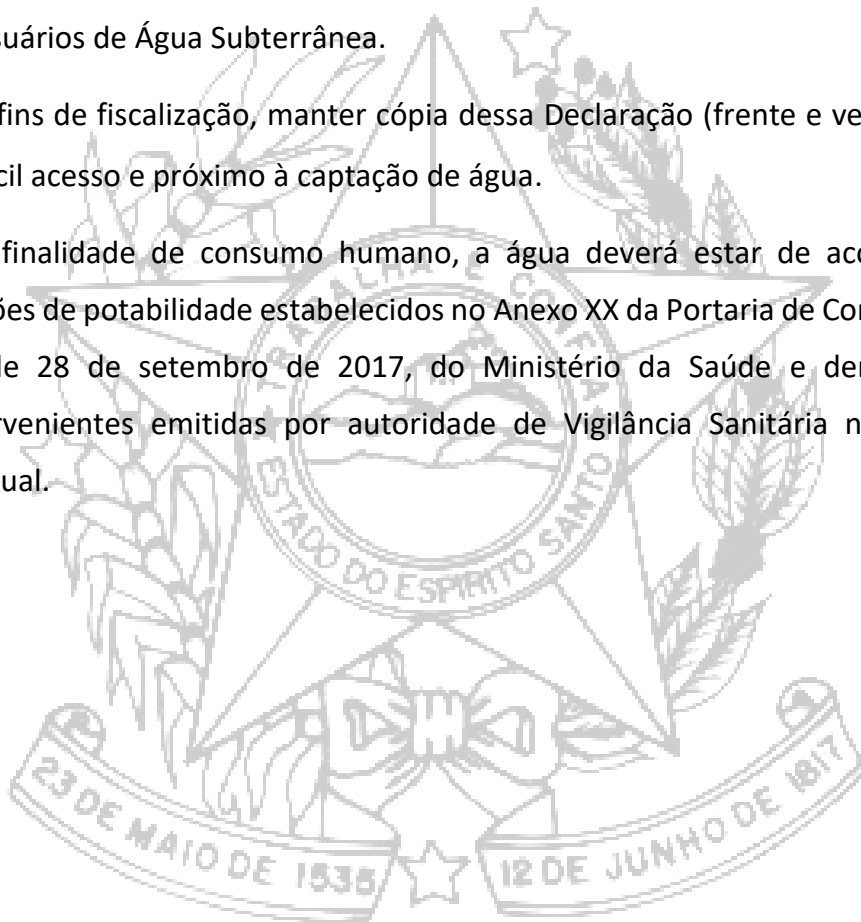 suários de Água Subterrânea.
fins de fiscalização, manter cópia dessa Declaração (frente e ve
cil acesso e próximo à captação de água.
finalidade de consumo humano, a água deverá estar de aco
ões de potabilidade estabelecidos no Anexo XX da Portaria de Co
de 28 de setembro de 2017, do Ministério da Saúde e de
rvenientes emitidas por autoridade de Vigilância Sanitária n
ual.
TRABALHA E CONFIA
ESTADO DO ESPIRITO SANTO
23 DE MAIO DE 1535
12 DE JUNHO DE 1817